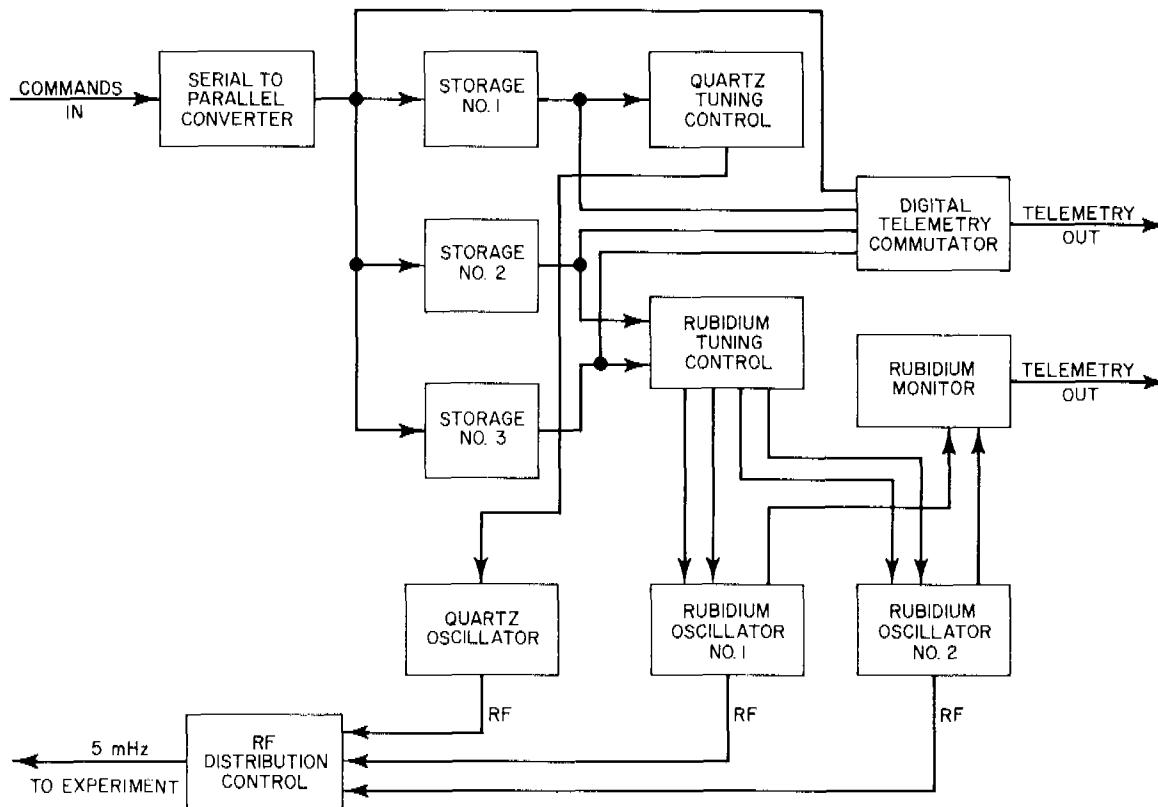 COMMANDS
IN
SERIAL TO
PARALLEL
CONVERTER
STORAGE
NO. 1
QUARTZ
TUNING
CONTROL
DIGITAL
TELEMETRY
COMMUTATOR
TELEMETRY
OUT
STORAGE
NO. 2
RUBIDIUM
TUNING
CONTROL
RUBIDIUM
MONITOR
TELEMETRY
OUT
STORAGE
NO. 3
QUARTZ
OSCILLATOR
RUBIDIUM
OSCILLATOR
NO. 1
RUBIDIUM
OSCILLATOR
NO. 2
RF
RF
RF
5 mHz
TO EXPERIMENT
RF
DISTRIBUTION
CONTROL